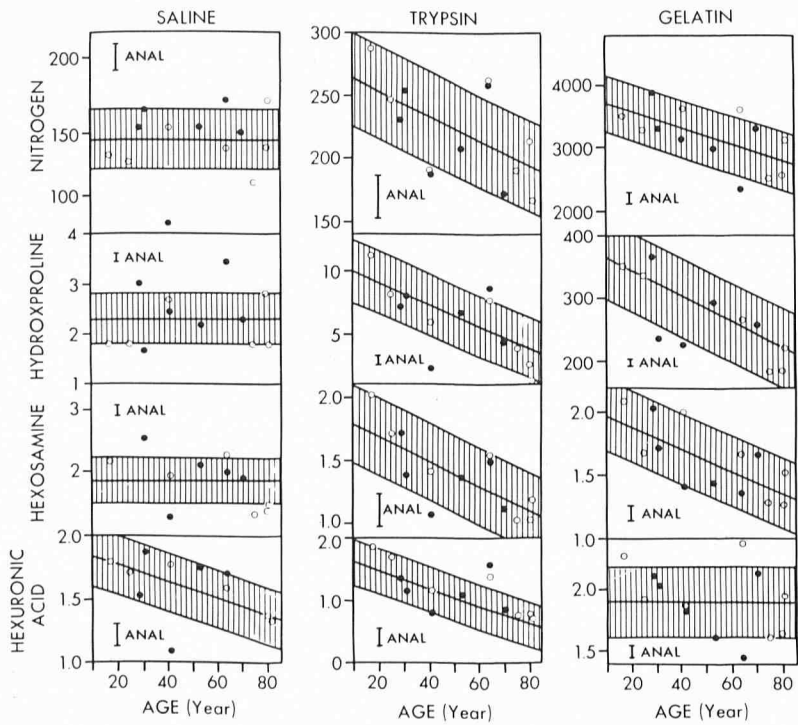 SALINE TRYPSIN GELATIN
NITROGEN
200
150
100
ANAL
300
250
200
150
ANAL
4000
3000
2000
ANAL
HYDROXPROLINE
4
3
2
1
ANAL
10
5
ANAL
400
300
200
ANAL
HEXOSAMINE
3
2
ANAL
2.0
1.5
1.0
ANAL
2.0
1.5
1.0
ANAL
HEXURONIC
ACID
2.0
1.5
1.0
ANAL
2.0
1.0
0
ANAL
2.0
1.5
ANAL
20 40 60 80 20 40 60 80 20 40 60 80
AGE (Year) AGE (Year) AGE (Year)